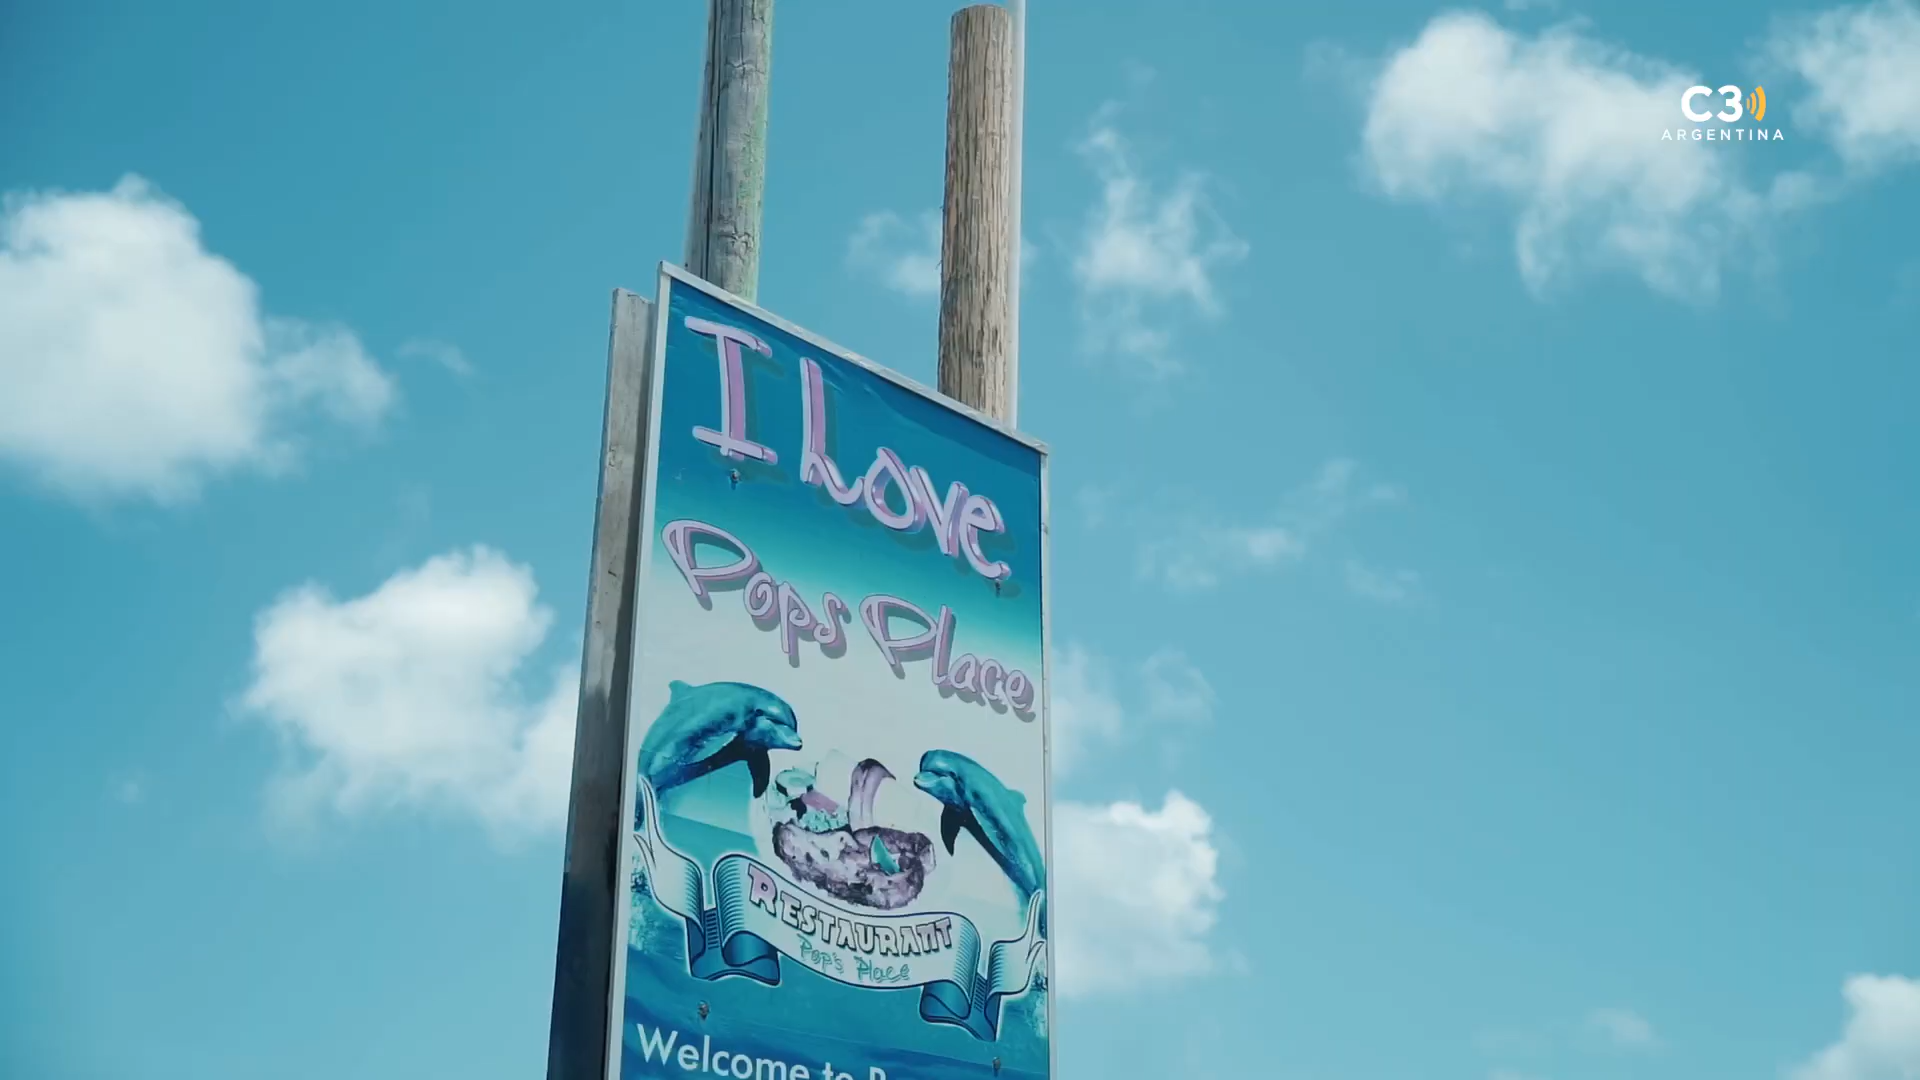 C3
ARGENTINA
I Love
Pops Place
RESTAURANT
Pop's Place
Welcome to